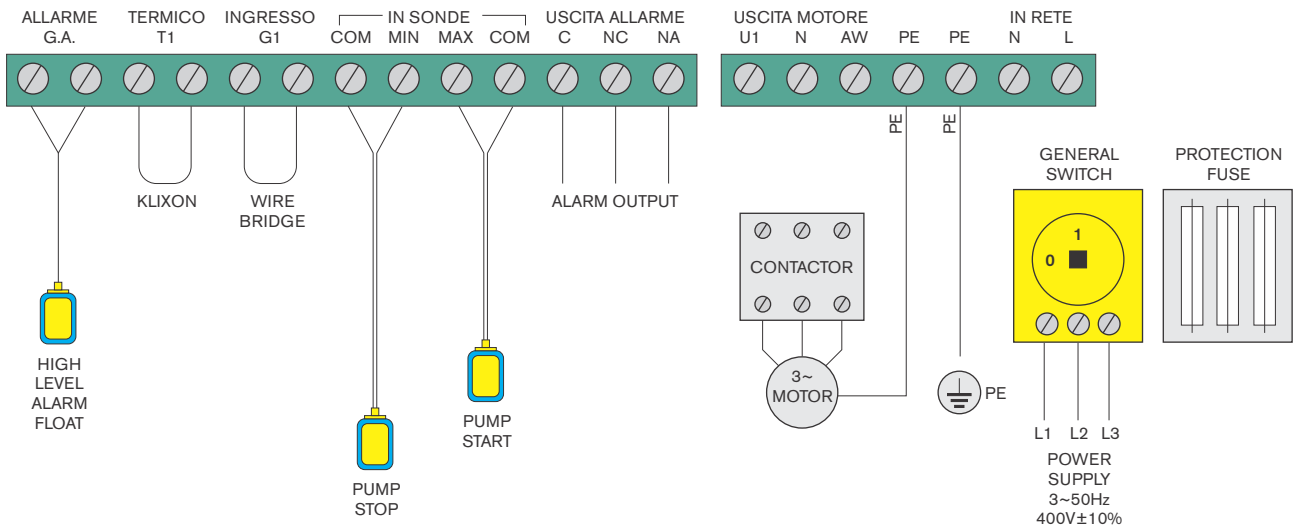 ALLARME
G.A.
TERMICO
T1
INGRESSO
G1
IN SONDE
COM MIN MAX COM
USCITA ALLARME
C NC NA
USCITA MOTORE
U1 N AW PE PE
IN RETE
N L
PE
PE
KLIXON
WIRE
BRIDGE
ALARM OUTPUT
HIGH
LEVEL
ALARM
FLOAT
PUMP
STOP
PUMP
START
CONTACTOR
3~
MOTOR
PE
GENERAL
SWITCH
1
0
L1 L2 L3
POWER
SUPPLY
3~50Hz
400V±10%
PROTECTION
FUSE